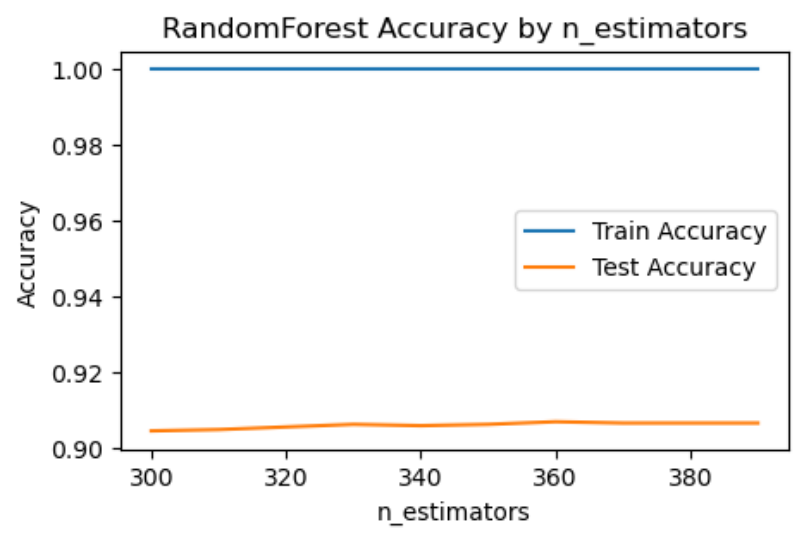 RandomForest Accuracy by n_estimators
1.00
0.98
0.96
0.94
0.92
0.90
Accuracy
Train Accuracy
Test Accuracy
300 320 340 360 380
n_estimators